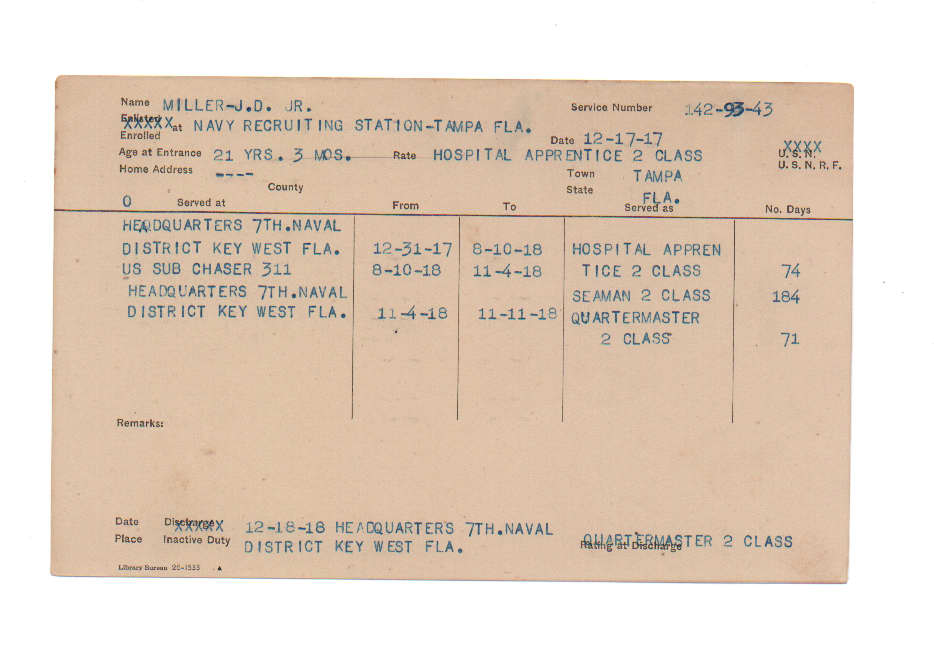 Name MILLER-J.D. JR. Service Number 142-93-43
Enlisted XXXXX at NAVY RECRUITING STATION-TAMPA FLA.
Enrolled Date 12-17-17 XXXX
Age at Entrance 21 YRS. 3 MOS. Rate HOSPITAL APPRENTICE 2 CLASS U. S. N.
Home Address ---- Town TAMPA U. S. N. R. F.
County State FLA.
0 Served at From To Served as No. Days
HEADQUARTERS 7TH.NAVAL
DISTRICT KEY WEST FLA. 12-31-17 8-10-18 HOSPITAL APPREN
US SUB CHASER 311 8-10-18 11-4-18 TICE 2 CLASS 74
HEADQUARTERS 7TH.NAVAL SEAMAN 2 CLASS 184
DISTRICT KEY WEST FLA. 11-4-18 11-11-18 QUARTERMASTER
2 CLASS 71
Remarks:
Date Discharge XXXXX 12-18-18 HEADQUARTERS 7TH.NAVAL
Place Inactive Duty DISTRICT KEY WEST FLA. QUARTERMASTER 2 CLASS
Rating at Discharge
Library Bureau 20-1533